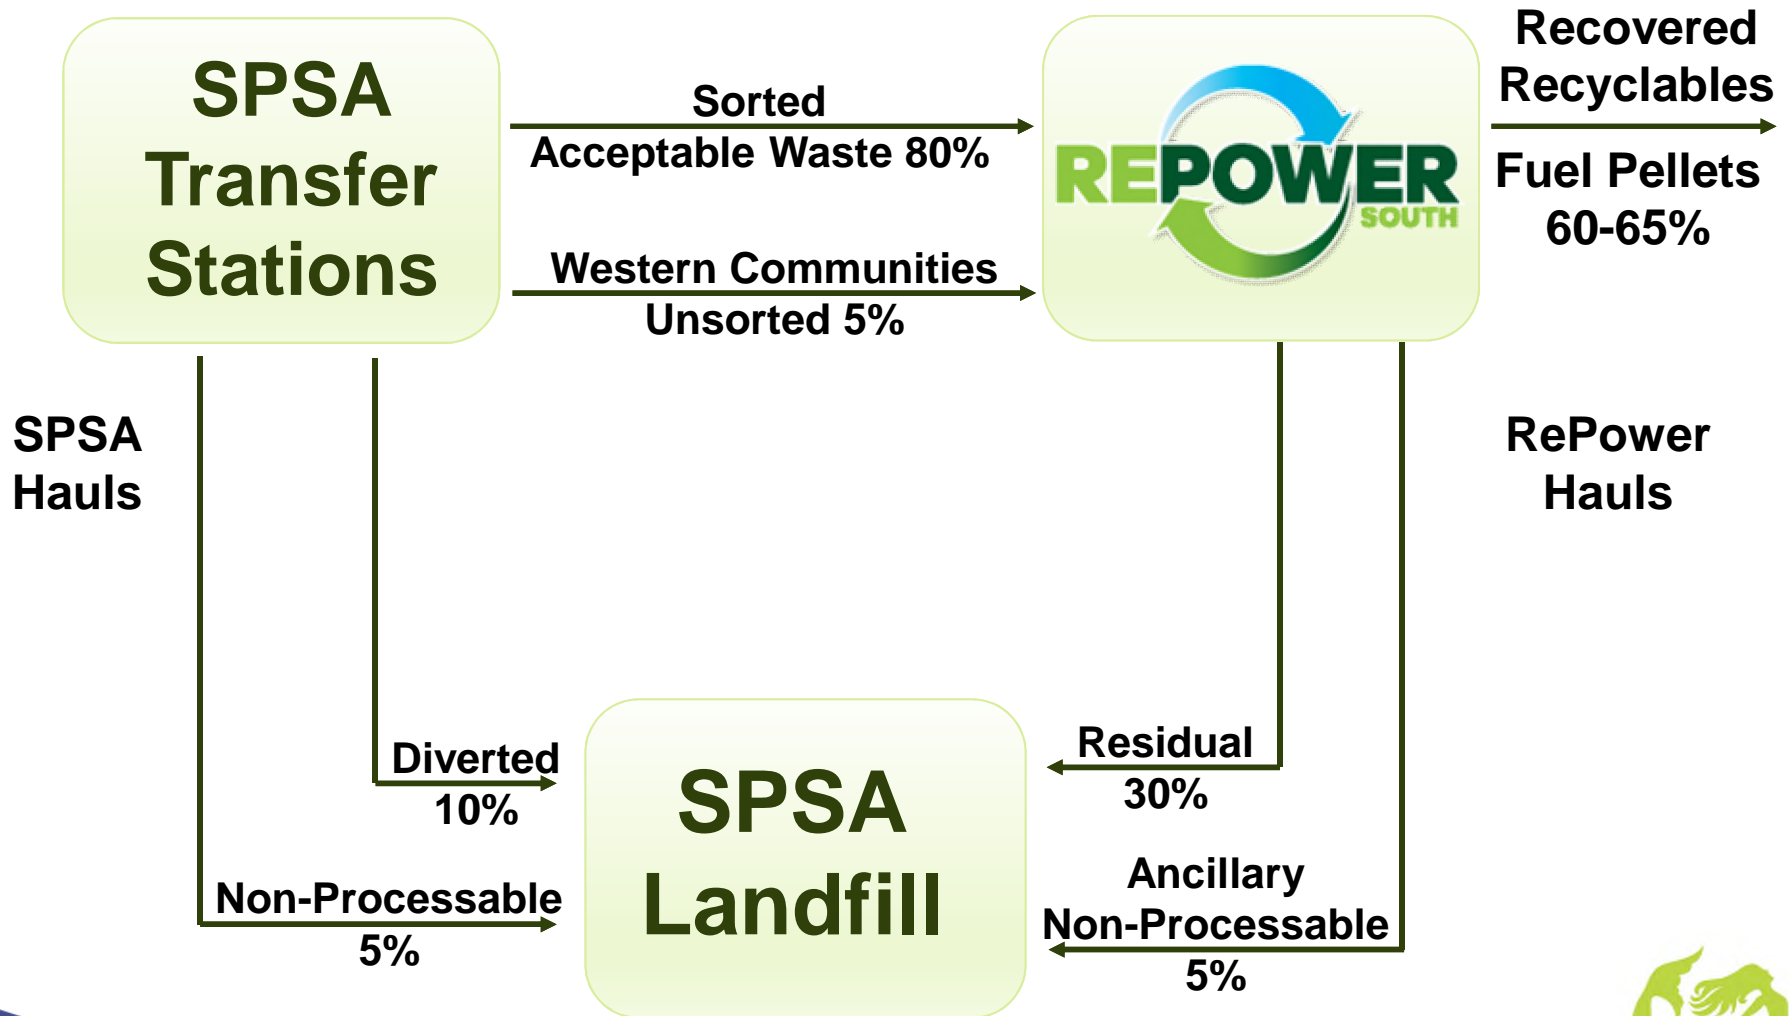 SPSA
Transfer
Stations
Sorted
Acceptable Waste 80%
Western Communities
Unsorted 5%
REPOWER
SOUTH
Recovered
Recyclables
Fuel Pellets
60-65%
SPSA
Hauls
RePower
Hauls
Diverted
10%
Non-Processable
5%
SPSA
Landfill
Residual
30%
Ancillary
Non-Processable
5%